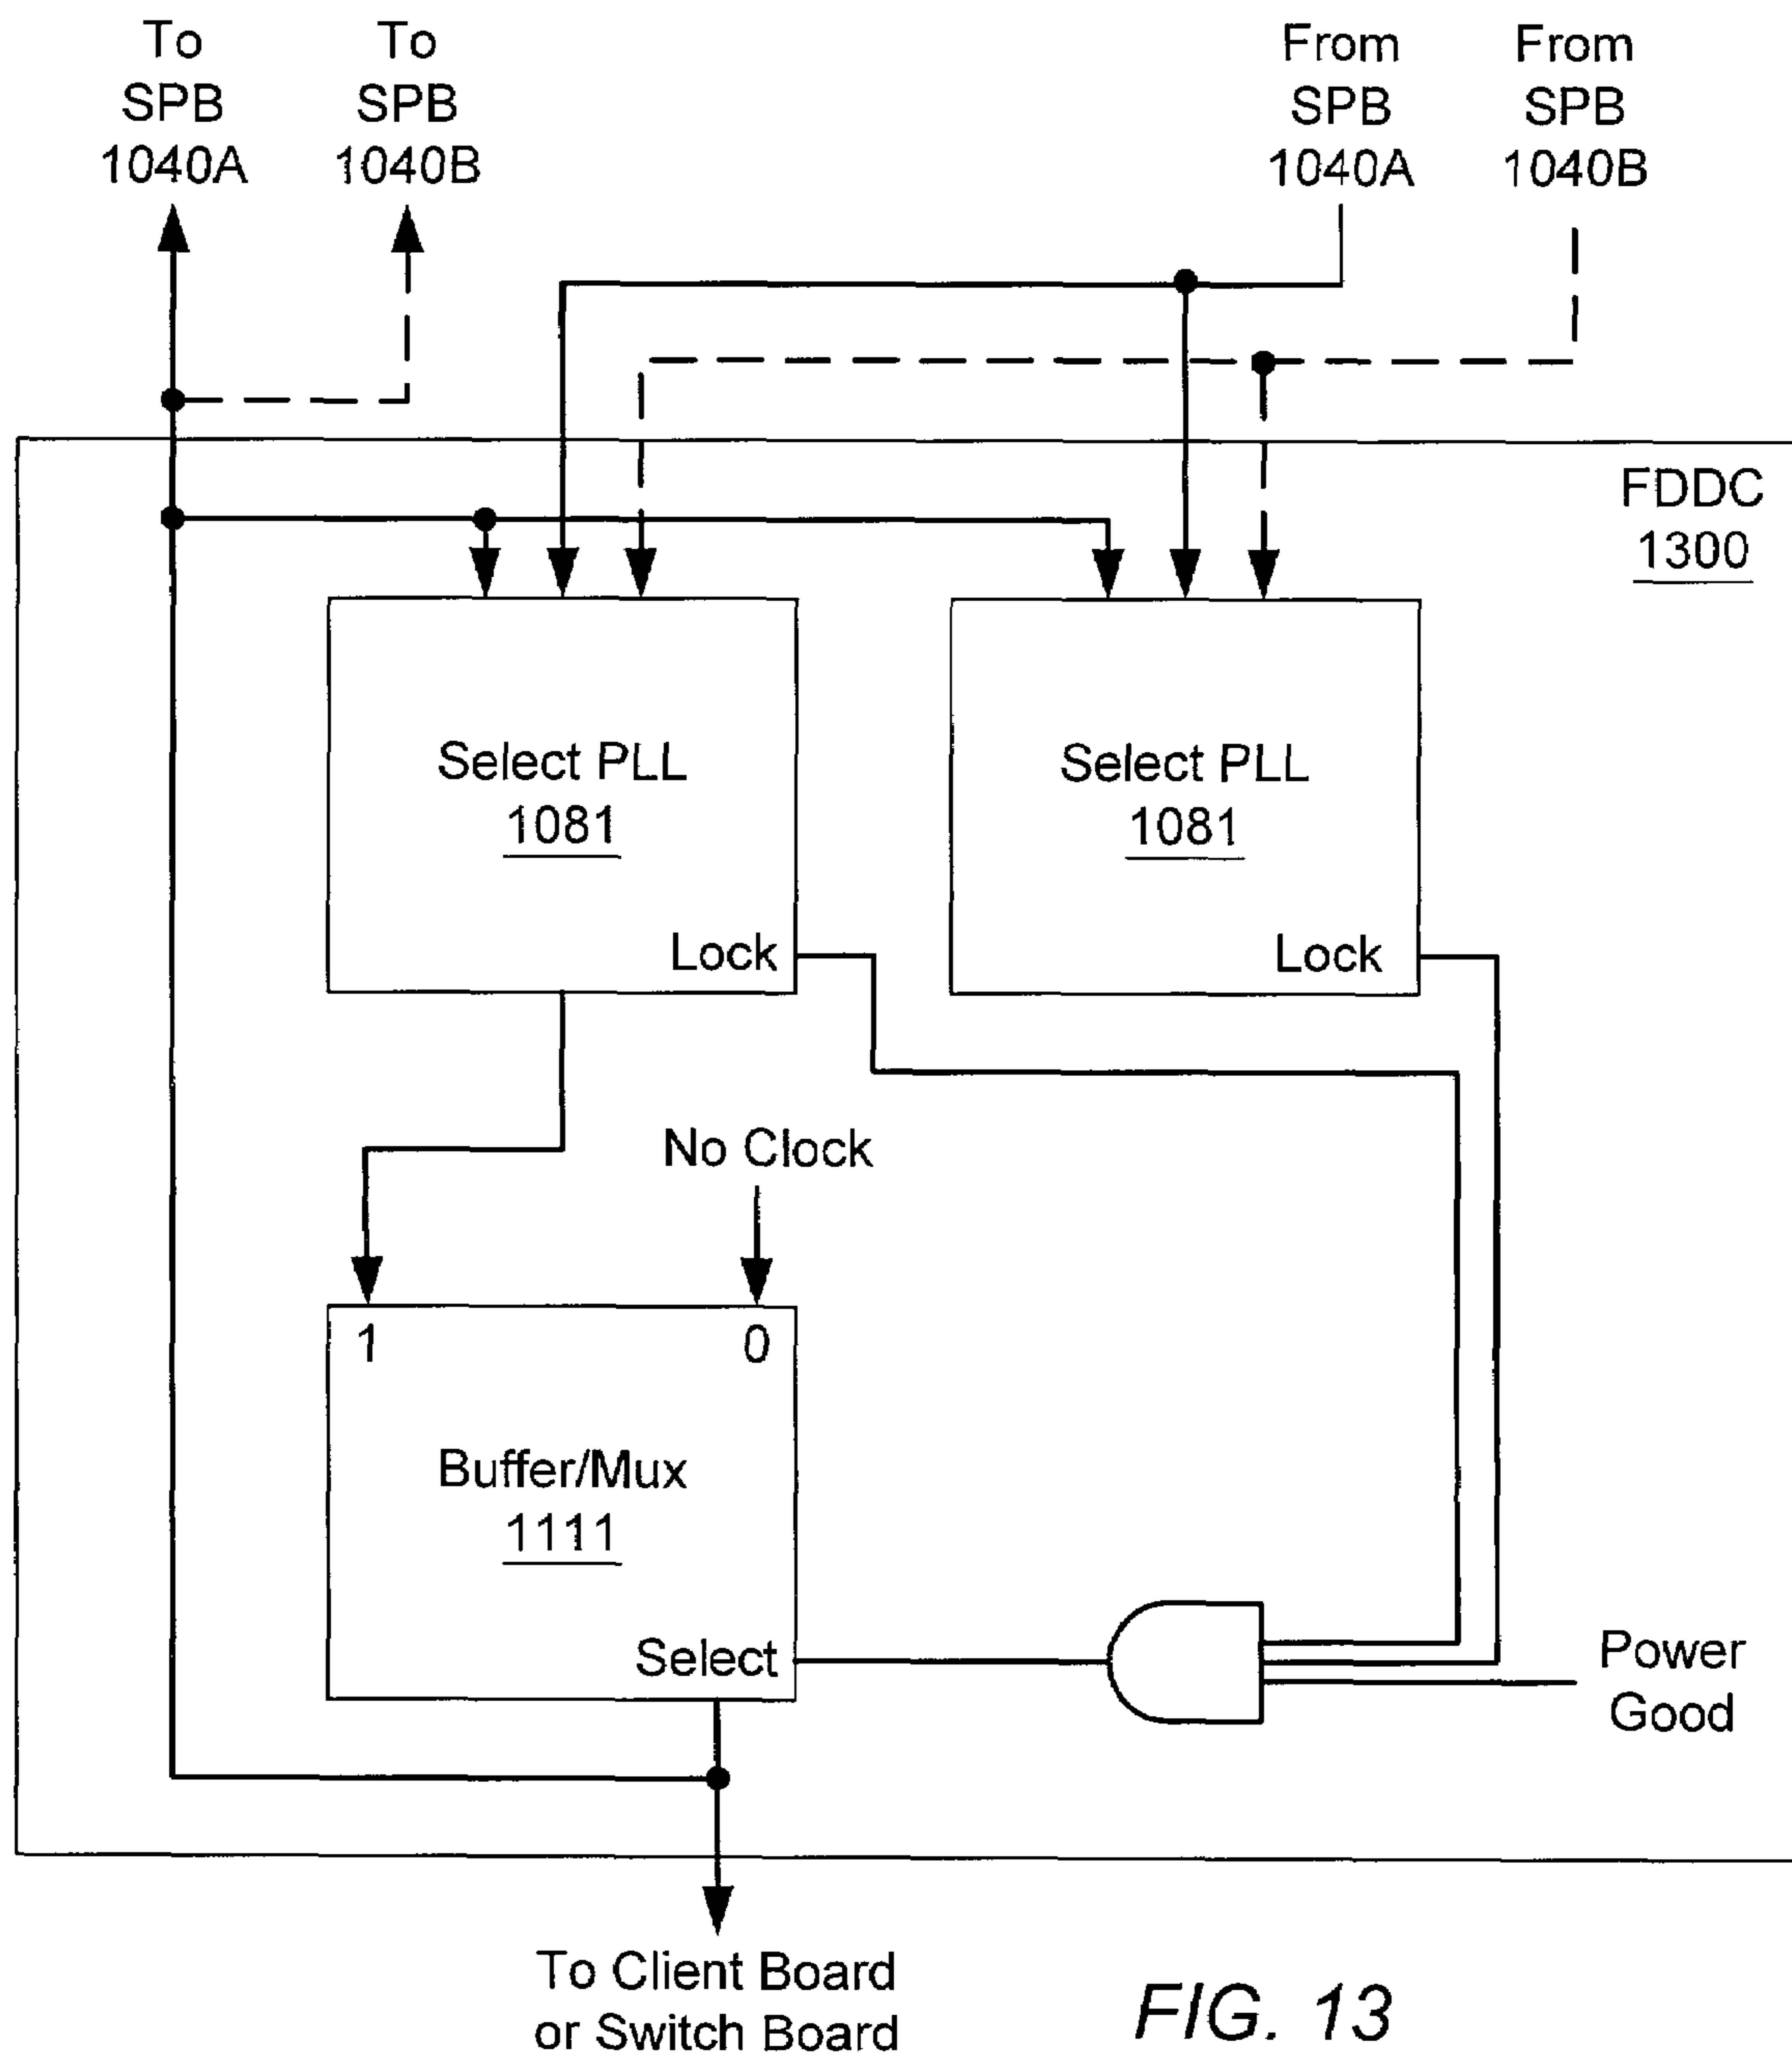 To
SPB
1040A
To
SPB
1040B
From
SPB
1040A
From
SPB
1040B
FDDC
1300
Select PLL
1081
Lock
Select PLL
1081
Lock
No Clock
1
0
Buffer/Mux
1111
Select
Power
Good
To Client Board
or Switch Board
FIG. 13